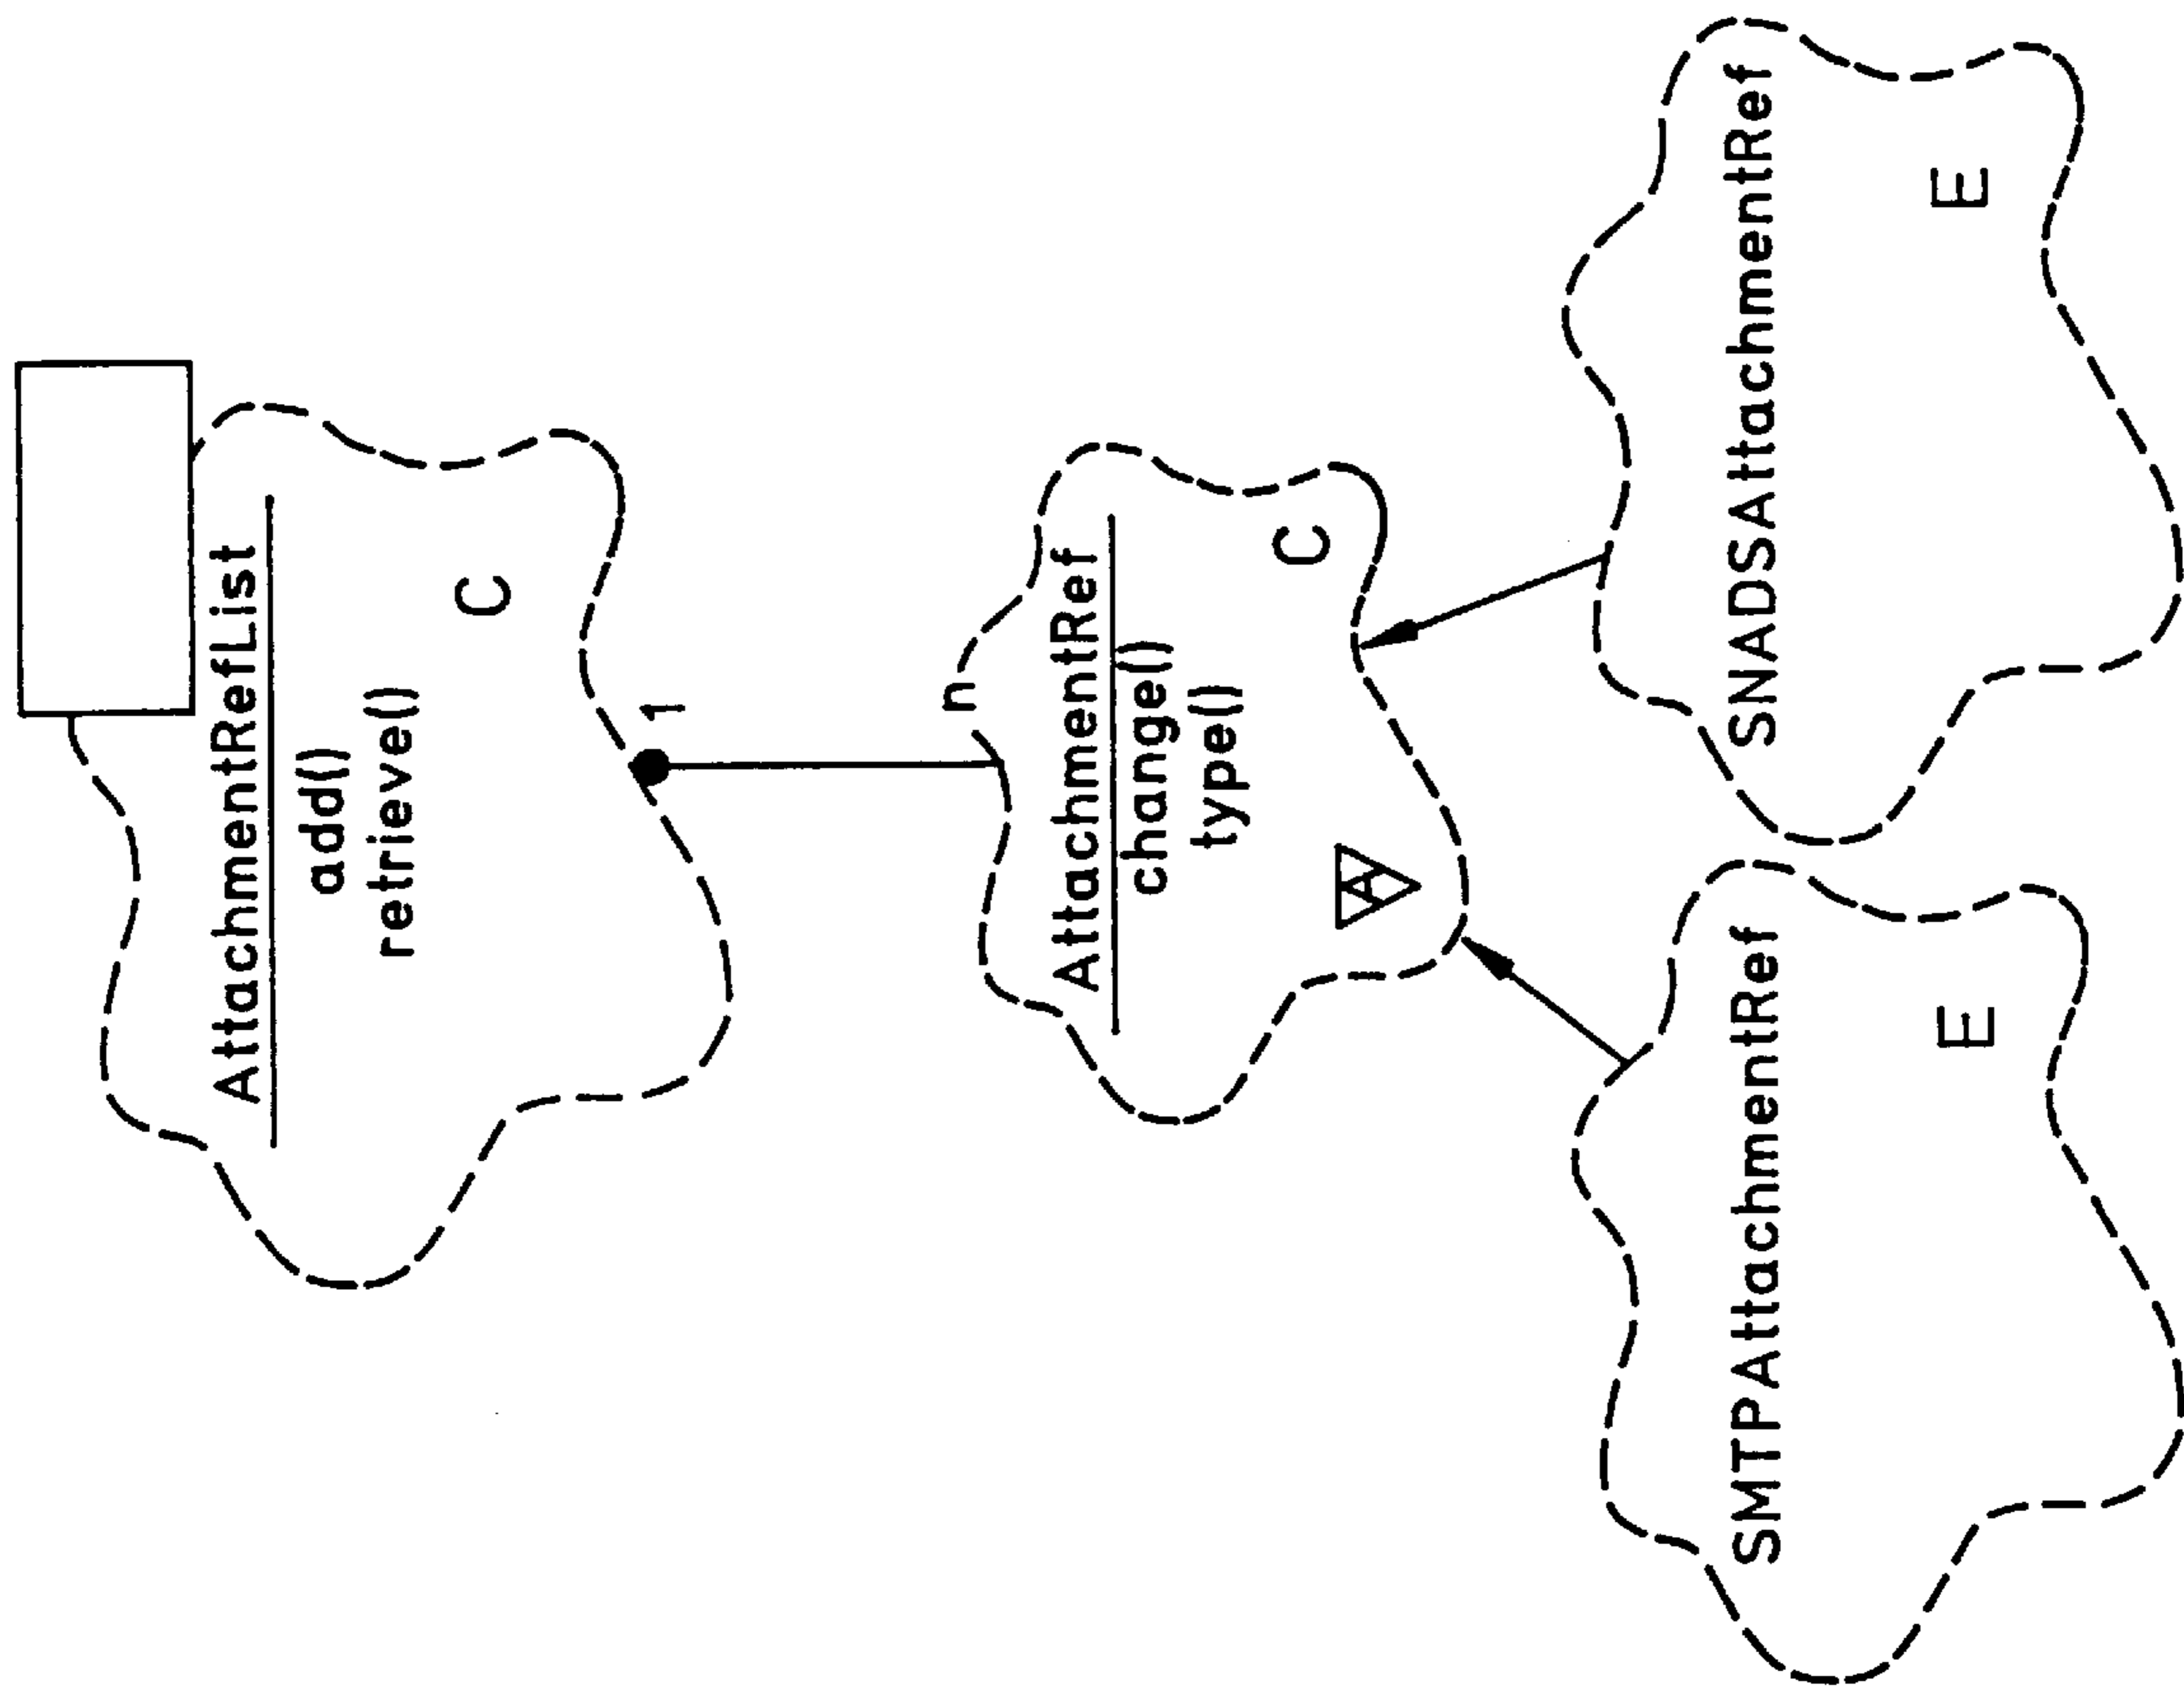 AttachmentRefList
add()
retrieve()
C
1
n
AttachmentRef
change()
type()
A
C
SMTPAttachmentRef
E
SNADSAttachmentRef
E